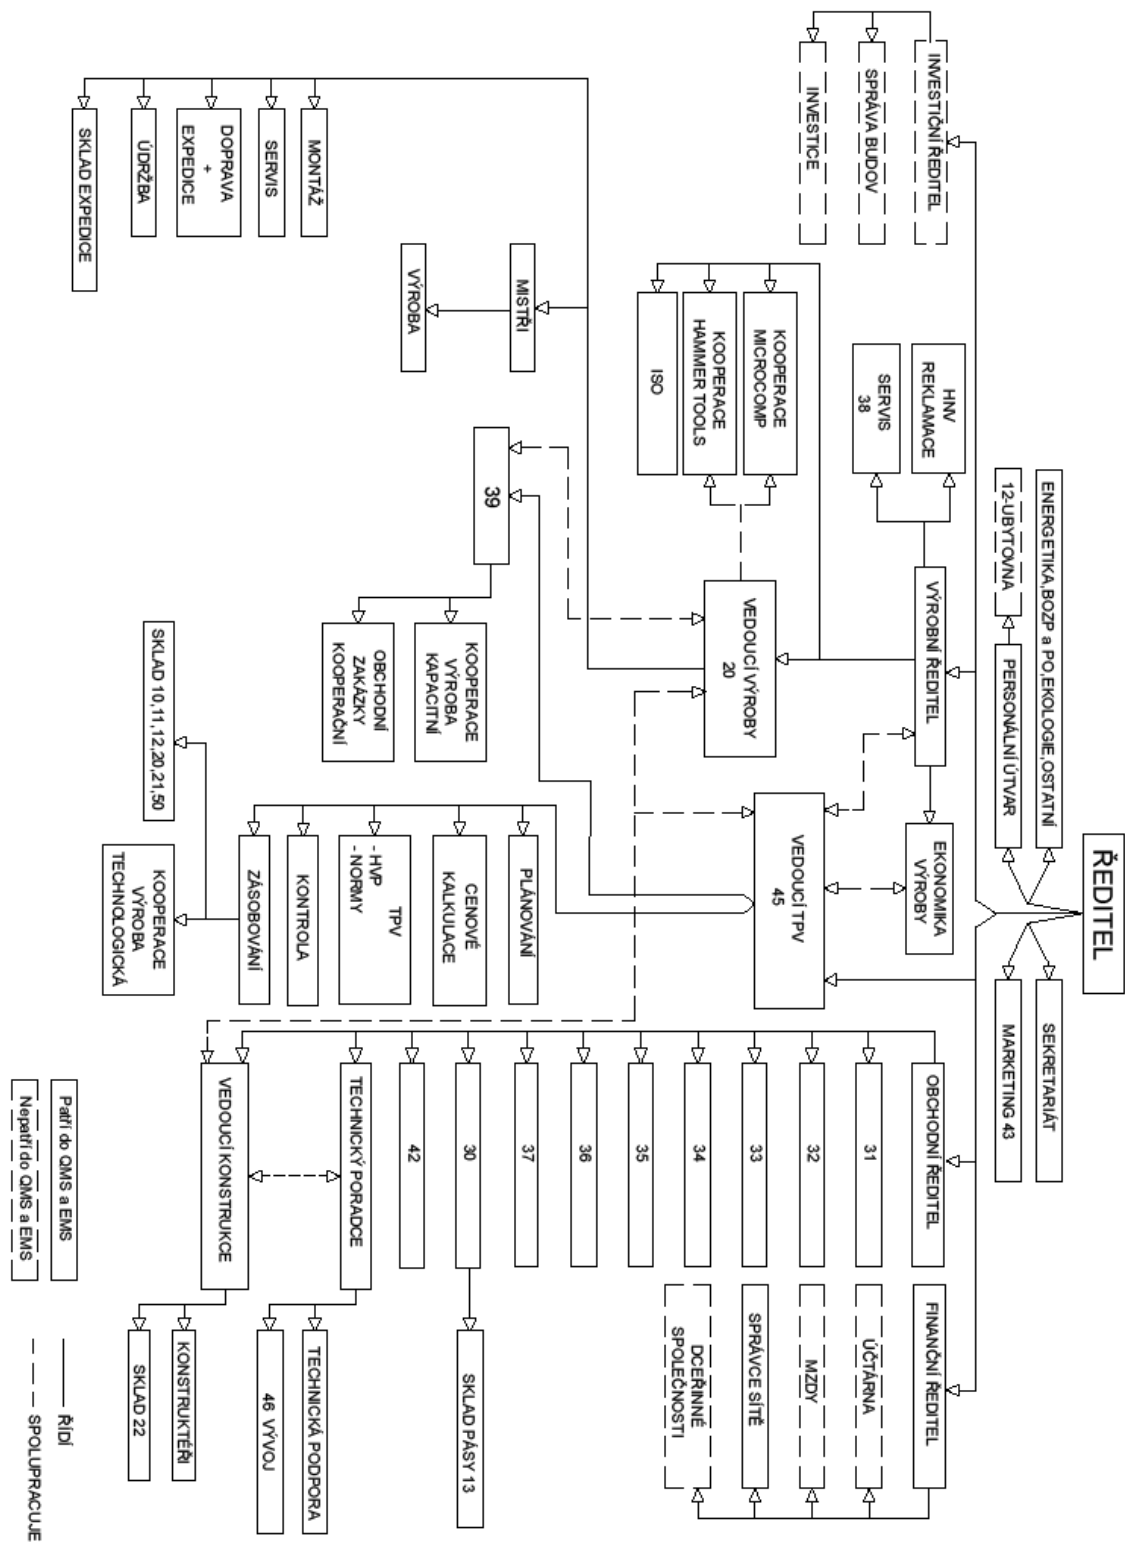 ŘEDITEL
ENERGETIKA,BOZP a PO,EKOLOGIE,OSTATNÍ
SEKRETARIÁT
12-UBYTOVNA
PERSONÁLNÍ ÚTVAR
MARKETING 43
INVESTIČNÍ ŘEDITEL
SPRÁVA BUDOV
INVESTICE
HNV
REKLAMACE
SERVIS
38
VÝROBNÍ ŘEDITEL
EKONOMIKA
VÝROBY
KOOPERACE
MICROCOMP
KOOPERACE
HAMMER TOOLS
ISO
VEDOUCÍ VÝROBY
20
VEDOUCÍ TPV
45
MONTÁŽ
SERVIS
DOPRAVA
+
EXPEDICE
ÚDRŽBA
SKLAD EXPEDICE
MISTŘI
VÝROBA
39
KOOPERACE
VÝROBA
KAPACITNÍ
OBCHODNÍ
ZAKÁZKY
KOOPERAČNÍ
PLÁNOVÁNÍ
CENOVÉ
KALKULACE
TPV
- HVP
- NORMY
KONTROLA
ZÁSOBOVÁNÍ
SKLAD 10,11,12,20,21,50
KOOPERACE
VÝROBA
TECHNOLOGICKÁ
OBCHODNÍ ŘEDITEL
31
32
33
34
35
36
37
30
42
TECHNICKÝ PORADCE
VEDOUCÍ KONSTRUKCE
SKLAD PÁSY 13
TECHNICKÁ PODPORA
46 VÝVOJ
KONSTRUKTÉŘI
SKLAD 22
FINANČNÍ ŘEDITEL
ÚČTÁRNA
MZDY
SPRÁVCE SÍTĚ
DCEŘINNÉ
SPOLEČNOSTI
Patří do QMS a EMS
Nepatří do QMS a EMS
ŘÍDÍ
SPOLUPRACUJE